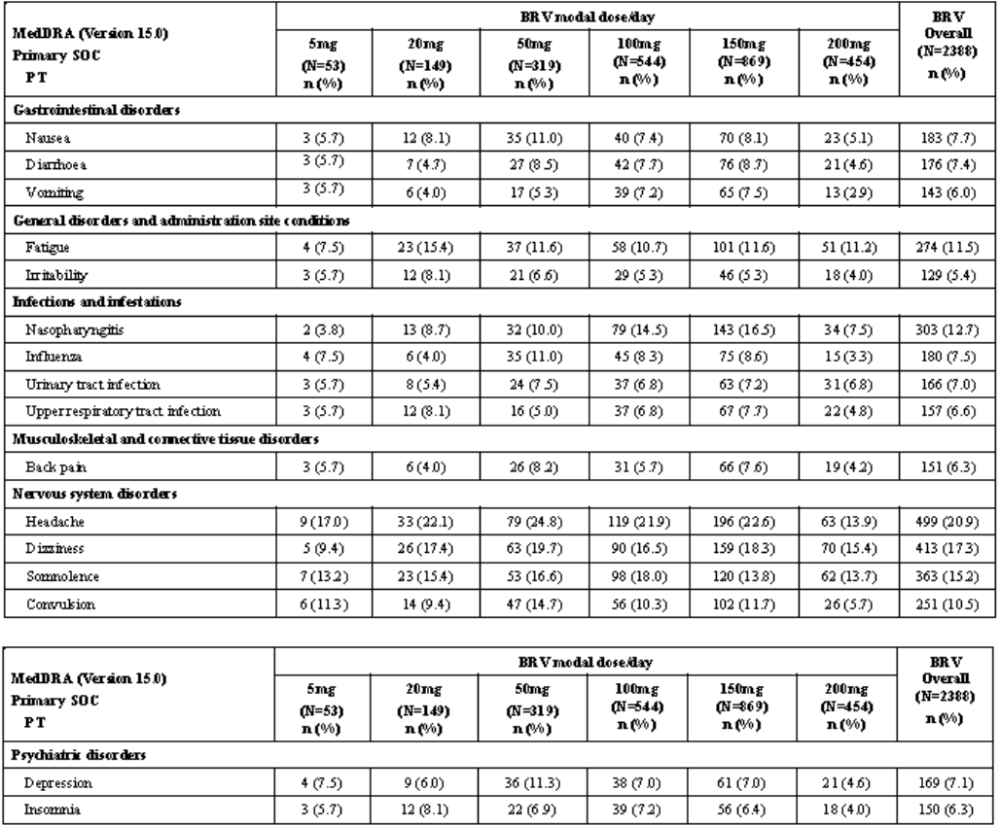 MedDRA (Version 15.0)
Primary SOC
PT
BRV modal dose/day
BRV
Overall
(N=2388)
n (%)
5mg
(N=53)
n (%)
20mg
(N=149)
n (%)
50mg
(N=319)
n (%)
100mg
(N=544)
n (%)
150mg
(N=869)
n (%)
200mg
(N=454)
n (%)
Gastrointestinal disorders
Nausea 3 (5.7) 12 (8.1) 35 (11.0) 40 (7.4) 70 (8.1) 23 (5.1) 183 (7.7)
Diarrhoea 3 (5.7) 7 (4.7) 27 (8.5) 42 (7.7) 76 (8.7) 21 (4.6) 176 (7.4)
Vomiting 3 (5.7) 6 (4.0) 17 (5.3) 39 (7.2) 65 (7.5) 13 (2.9) 143 (6.0)
General disorders and administration site conditions
Fatigue 4 (7.5) 23 (15.4) 37 (11.6) 58 (10.7) 101 (11.6) 51 (11.2) 274 (11.5)
Irritability 3 (5.7) 12 (8.1) 21 (6.6) 29 (5.3) 46 (5.3) 18 (4.0) 129 (5.4)
Infections and infestations
Nasopharyngitis 2 (3.8) 13 (8.7) 32 (10.0) 79 (14.5) 143 (16.5) 34 (7.5) 303 (12.7)
Influenza 4 (7.5) 6 (4.0) 35 (11.0) 45 (8.3) 75 (8.6) 15 (3.3) 180 (7.5)
Urinary tract infection 3 (5.7) 8 (5.4) 24 (7.5) 37 (6.8) 63 (7.2) 31 (6.8) 166 (7.0)
Upper respiratory tract infection 3 (5.7) 12 (8.1) 16 (5.0) 37 (6.8) 67 (7.7) 22 (4.8) 157 (6.6)
Musculoskeletal and connective tissue disorders
Back pain 3 (5.7) 6 (4.0) 26 (8.2) 31 (5.7) 66 (7.6) 19 (4.2) 151 (6.3)
Nervous system disorders
Headache 9 (17.0) 33 (22.1) 79 (24.8) 119 (21.9) 196 (22.6) 63 (13.9) 499 (20.9)
Dizziness 5 (9.4) 26 (17.4) 63 (19.7) 90 (16.5) 159 (18.3) 70 (15.4) 413 (17.3)
Somnolence 7 (13.2) 23 (15.4) 53 (16.6) 98 (18.0) 120 (13.8) 62 (13.7) 363 (15.2)
Convulsion 6 (11.3) 14 (9.4) 47 (14.7) 56 (10.3) 102 (11.7) 26 (5.7) 251 (10.5)
MedDRA (Version 15.0)
Primary SOC
PT
BRV modal dose/day
BRV
Overall
(N=2388)
n (%)
5mg
(N=53)
n (%)
20mg
(N=149)
n (%)
50mg
(N=319)
n (%)
100mg
(N=544)
n (%)
150mg
(N=869)
n (%)
200mg
(N=454)
n (%)
Psychiatric disorders
Depression 4 (7.5) 9 (6.0) 36 (11.3) 38 (7.0) 61 (7.0) 21 (4.6) 169 (7.1)
Insomnia 3 (5.7) 12 (8.1) 22 (6.9) 39 (7.2) 56 (6.4) 18 (4.0) 150 (6.3)